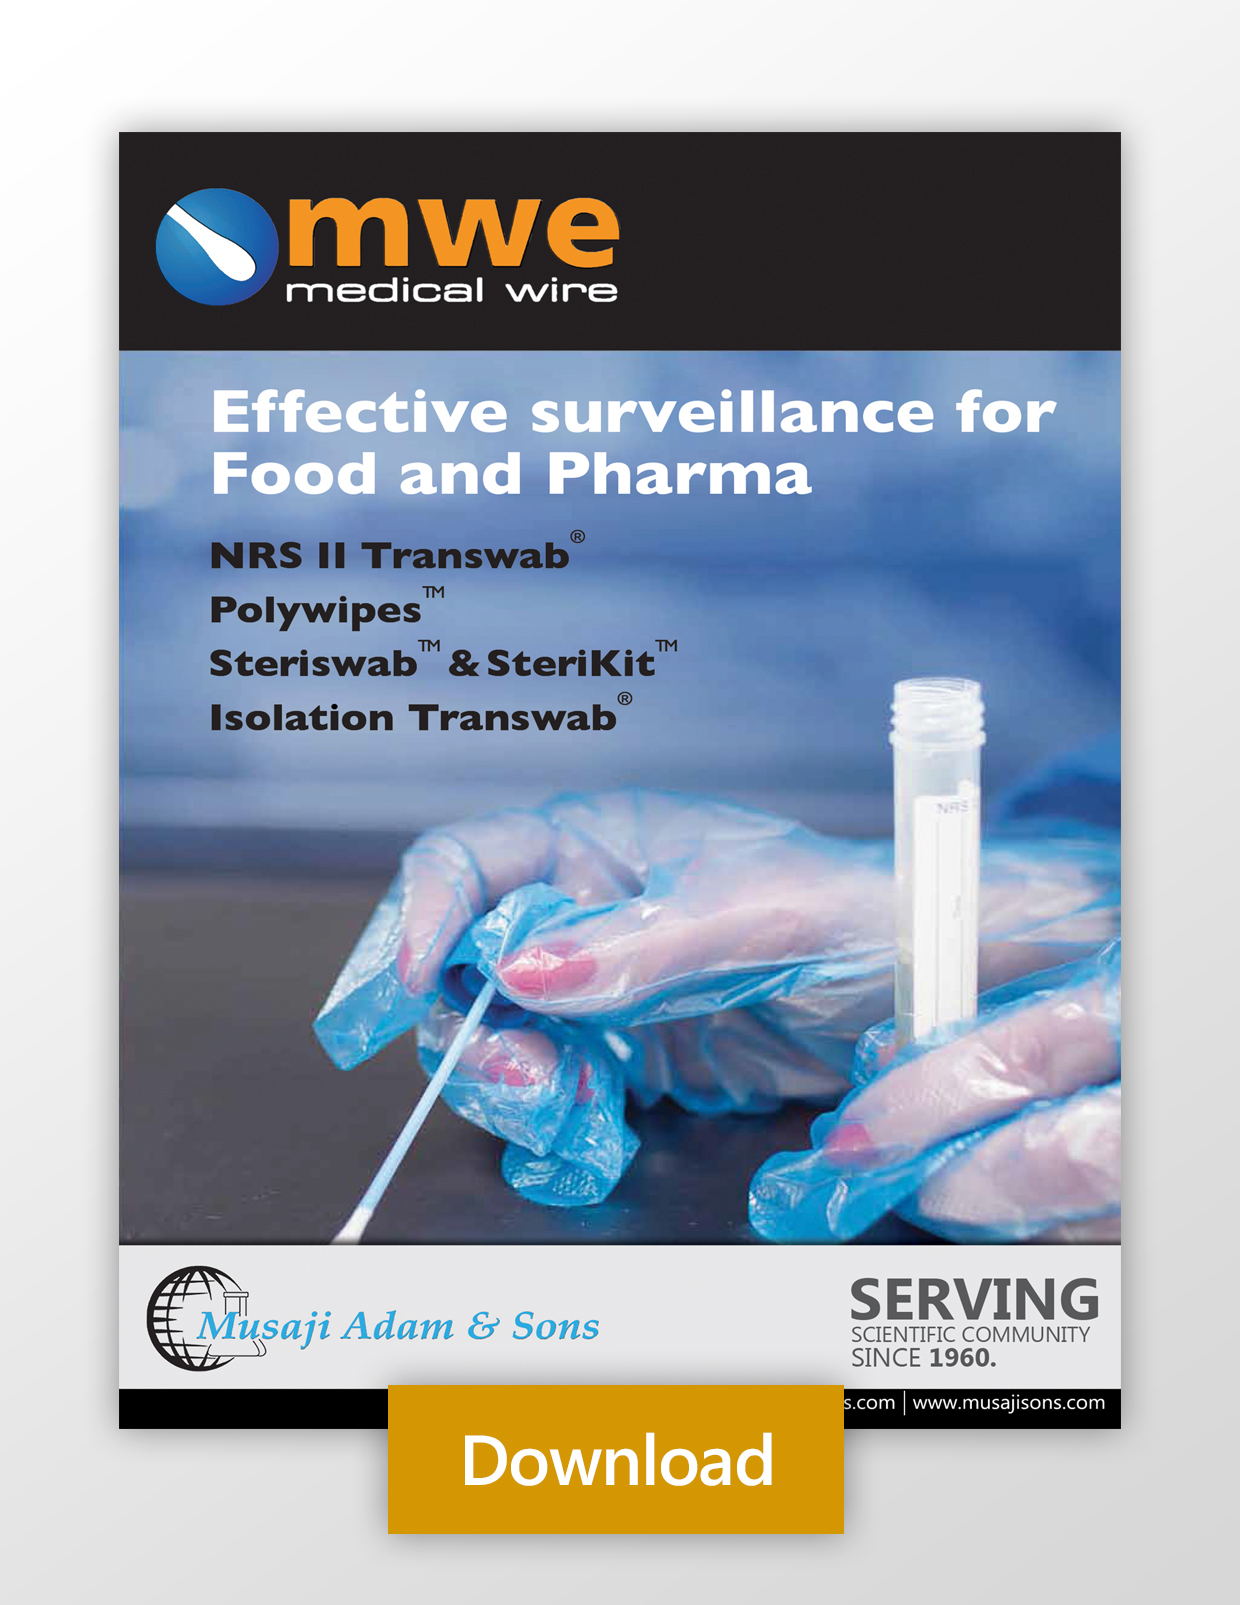 mwe
medical wire
Effective surveillance for
Food and Pharma
NRS II Transwab®
Polywipes™
Steriswab™ & SteriKit™
Isolation Transwab®
NRS
Musaji Adam & Sons
SERVING
SCIENTIFIC COMMUNITY
SINCE 1960.
s.com | www.musajisons.com
Download